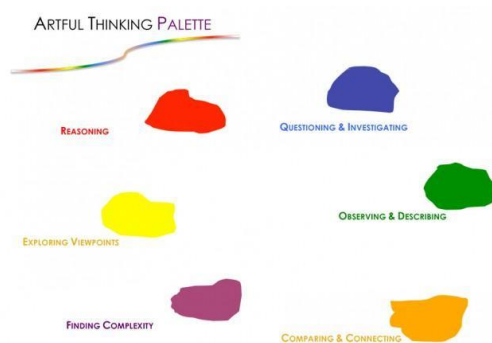 ARTFUL THINKING PALETTE
REASONING
QUESTIONING & INVESTIGATING
EXPLORING VIEWPOINTS
OBSERVING & DESCRIBING
FINDING COMPLEXITY
COMPARING & CONNECTING